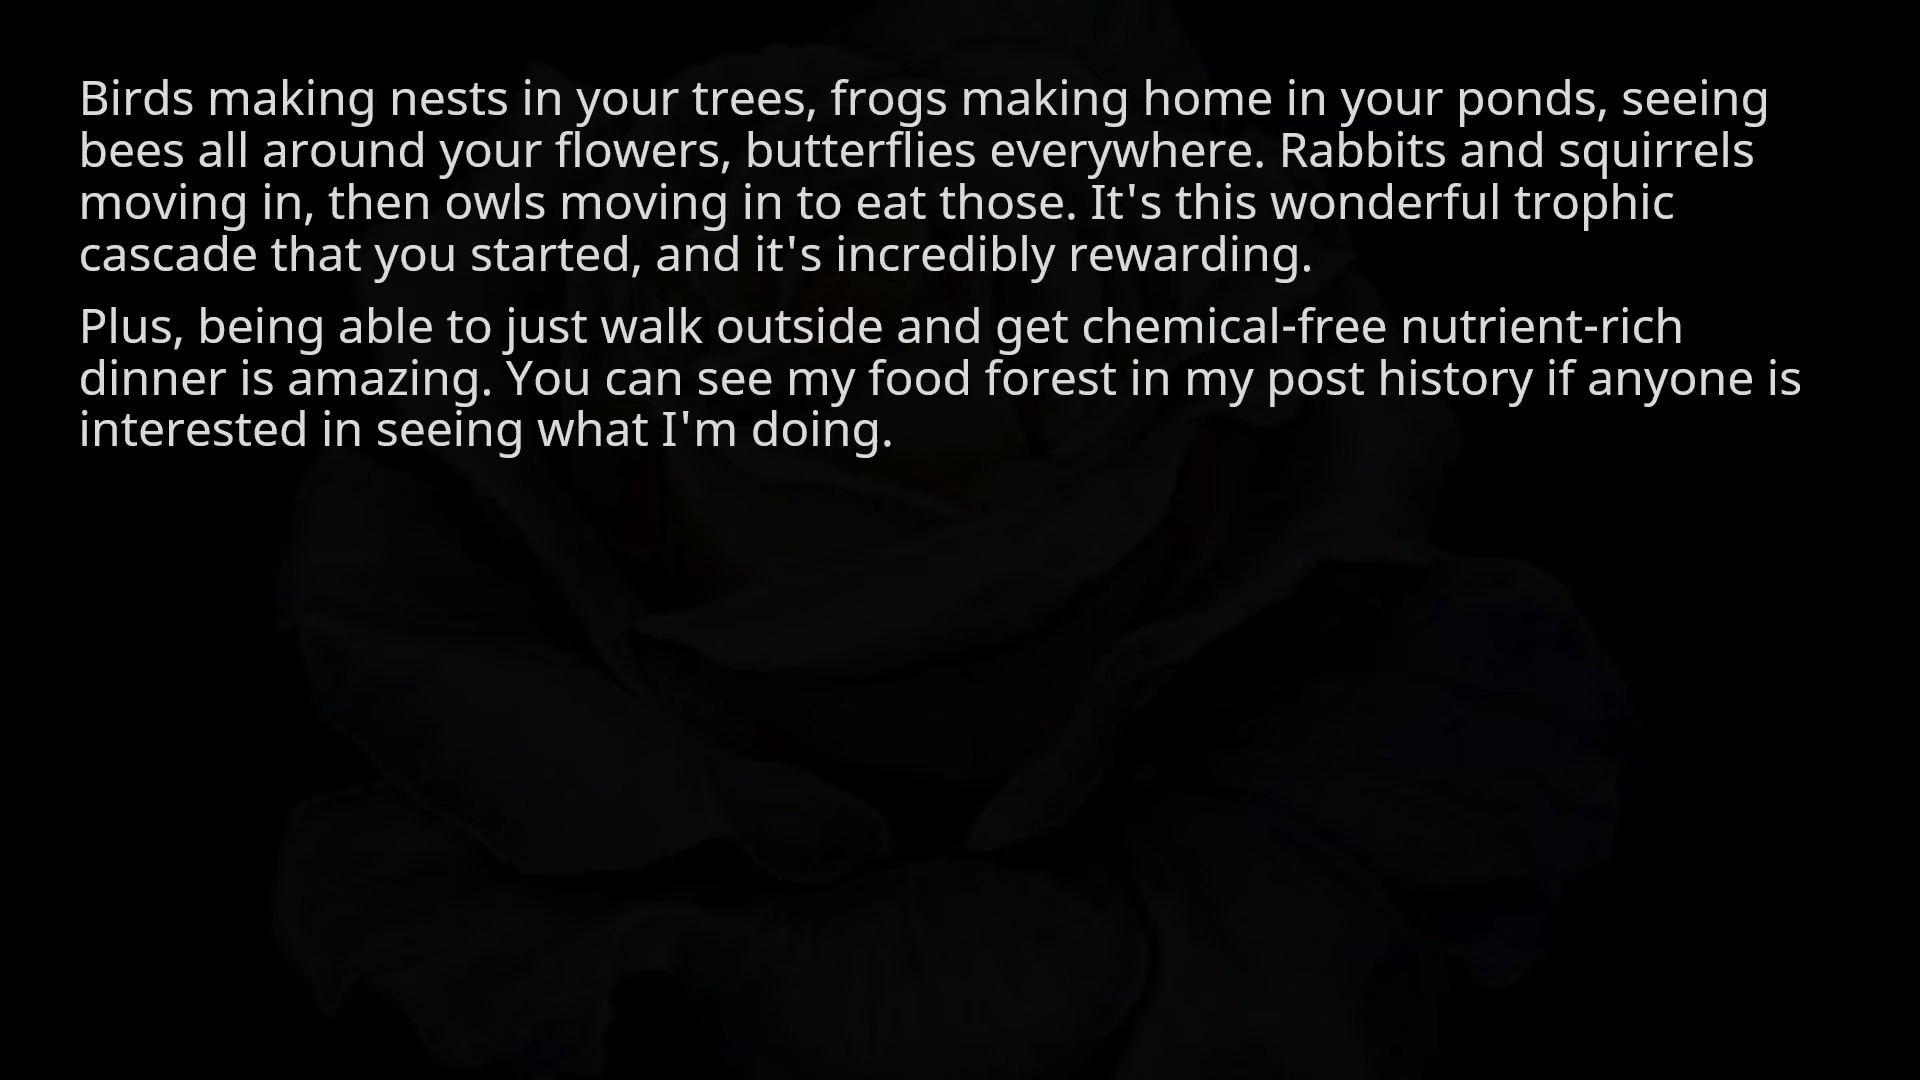 Birds making nests in your trees, frogs making home in your ponds, seeing
bees all around your flowers, butterflies everywhere. Rabbits and squirrels
moving in, then owls moving in to eat those. It's this wonderful trophic
cascade that you started, and it's incredibly rewarding.
Plus, being able to just walk outside and get chemical-free nutrient-rich
dinner is amazing. You can see my food forest in my post history if anyone is
interested in seeing what I'm doing.